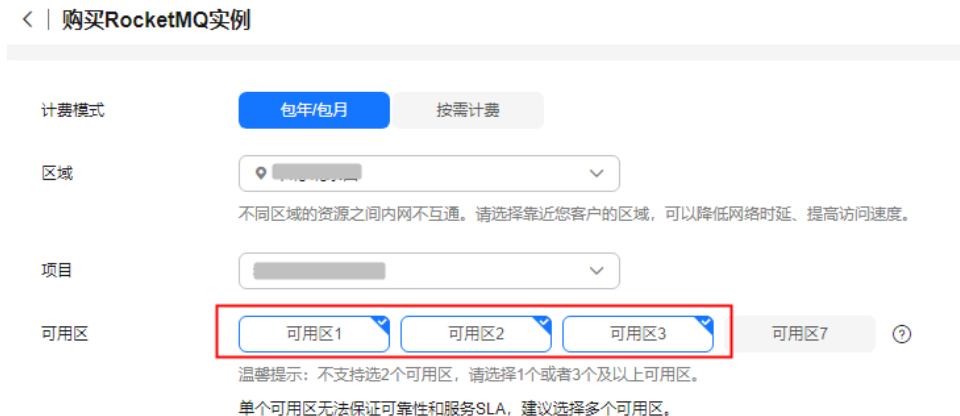 购买RocketMQ实例
计费模式 包年/包月 按需计费
区域
不同区域的资源之间内网不互通。请选择靠近您客户的区域，可以降低网络时延、提高访问速度。
项目
可用区 可用区1 可用区2 可用区3 可用区7
温馨提示：不支持选2个可用区，请选择1个或者3个及以上可用区。
单个可用区无法保证可靠性和服务SLA，建议选择多个可用区。